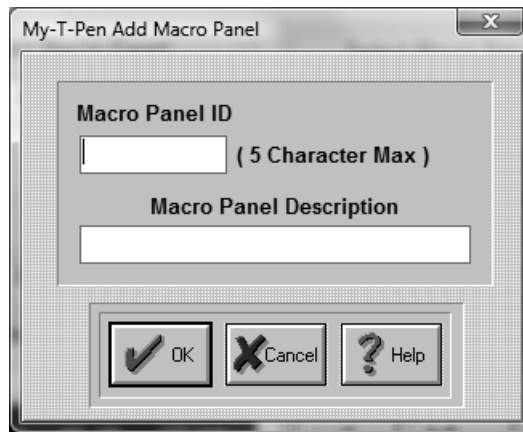 My-T-Pen Add Macro Panel
Macro Panel ID
( 5 Character Max )
Macro Panel Description
OK Cancel Help